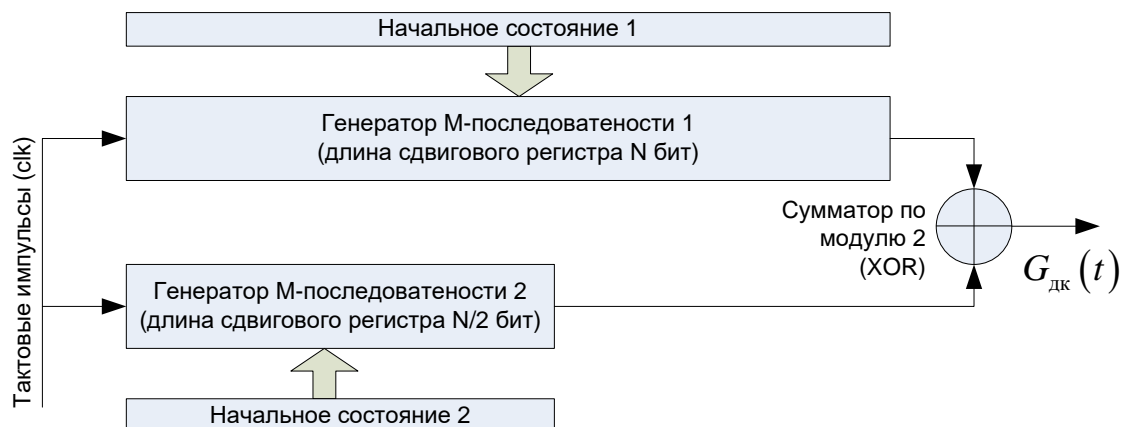 Начальное состояние 1
Генератор М-последоватености 1
(длина сдвигового регистра N бит)
Тактовые импульсы (clk)
Сумматор по
модулю 2
(XOR)
G_дк (t)
Генератор М-последоватености 2
(длина сдвигового регистра N/2 бит)
Начальное состояние 2